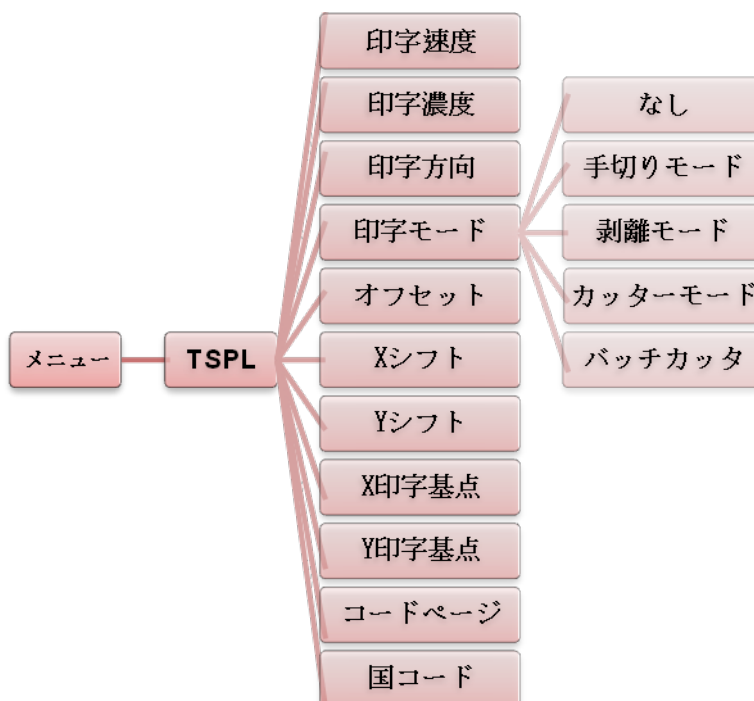 メニュー
TSPL
印字速度
印字濃度
印字方向
印字モード
オフセット
Xシフト
Yシフト
X印字基点
Y印字基点
コードページ
国コード
なし
手切りモード
剥離モード
カッターモード
バッチカッタ